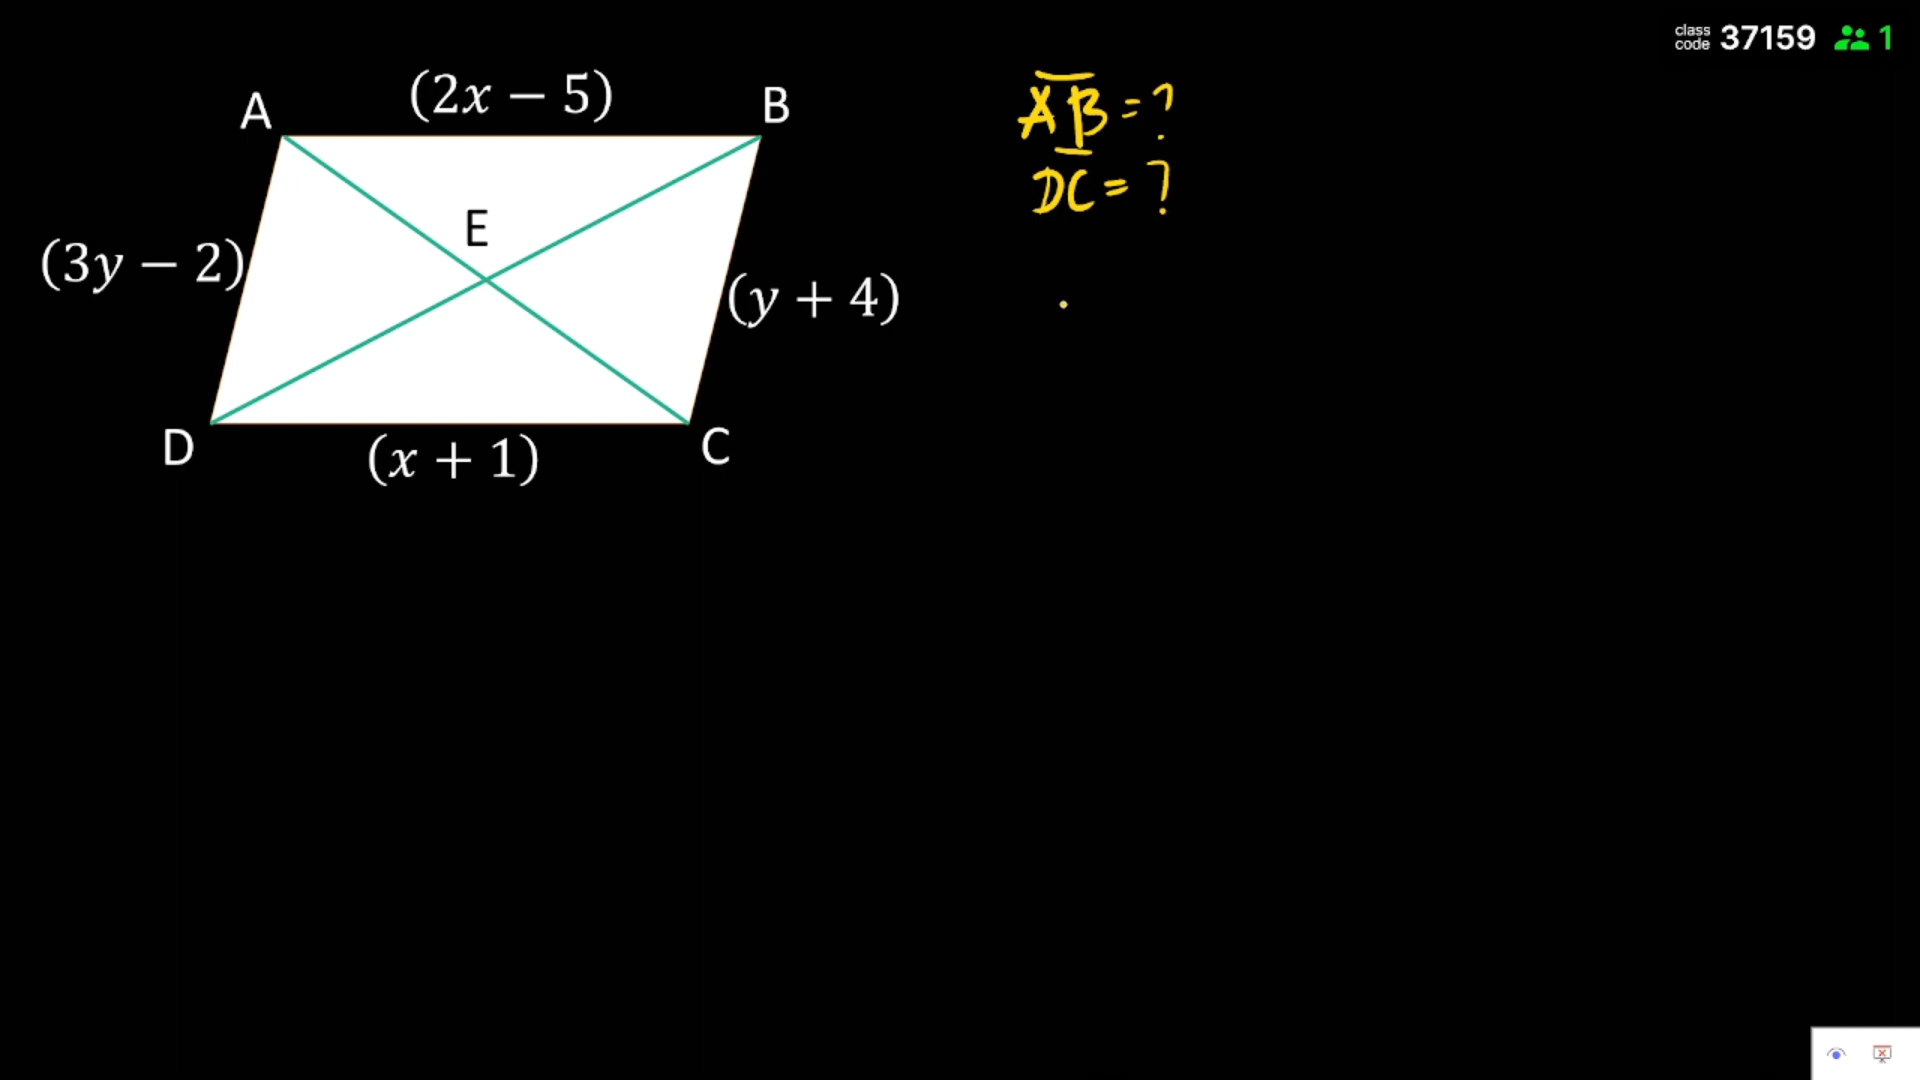 class code 37159 1
(2x − 5)
A
B
AB = ?
DC = ?
E
(3y − 2)
(y + 4)
D
(x + 1)
C